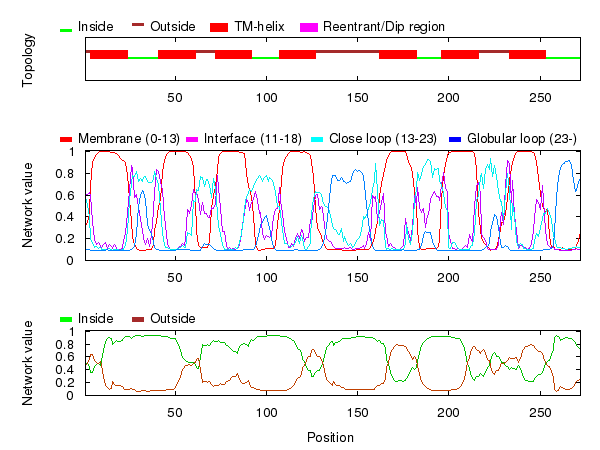 Inside Outside TM-helix Reentrant/Dip region
Topology
50 100 150 200 250
Membrane (0-13) Interface (11-18) Close loop (13-23) Globular loop (23-)
Network value
1
0.8
0.6
0.4
0.2
0
50 100 150 200 250
Inside Outside
Network value
1
0.8
0.6
0.4
0.2
0
50 100 150 200 250
Position